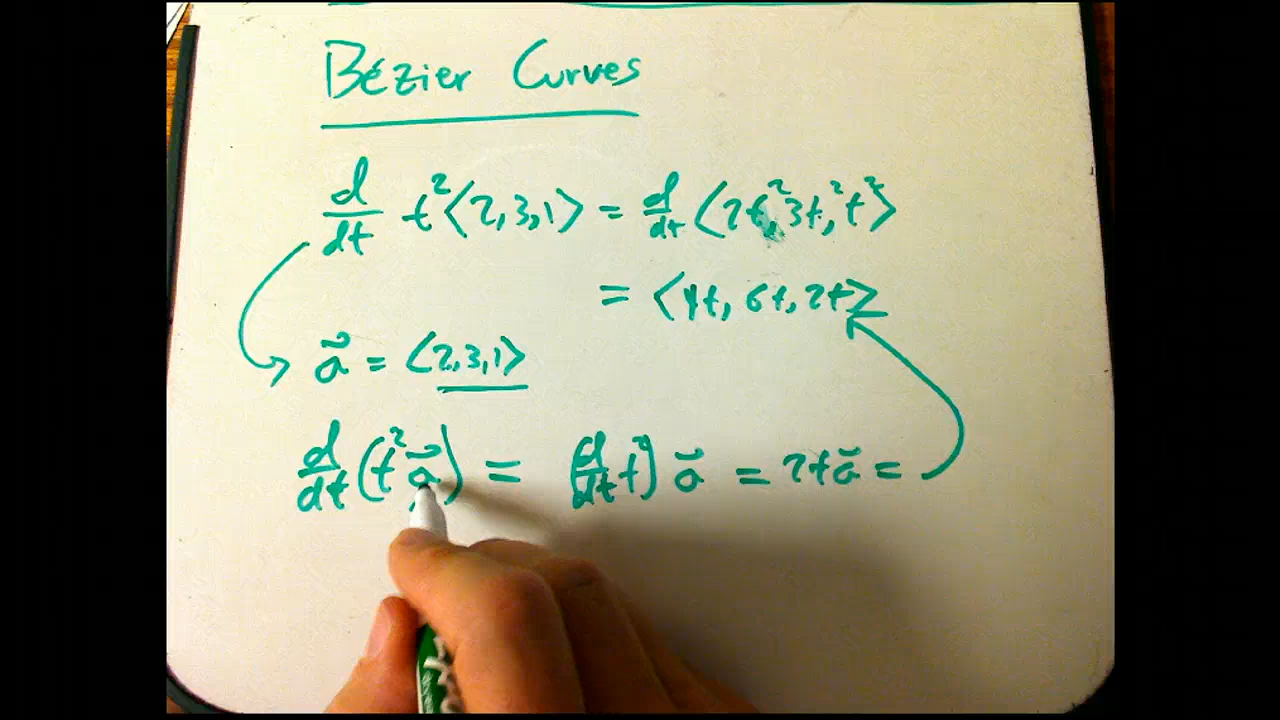 Bézier Curves
d/dt t²⟨2,3,1⟩ = d/dt ⟨2t²,3t²,t²⟩
= ⟨4t, 6t, 2t⟩
a⃗ = ⟨2,3,1⟩
d/dt (t² a⃗) = (d/dt t²) a⃗ = 2t a⃗ =